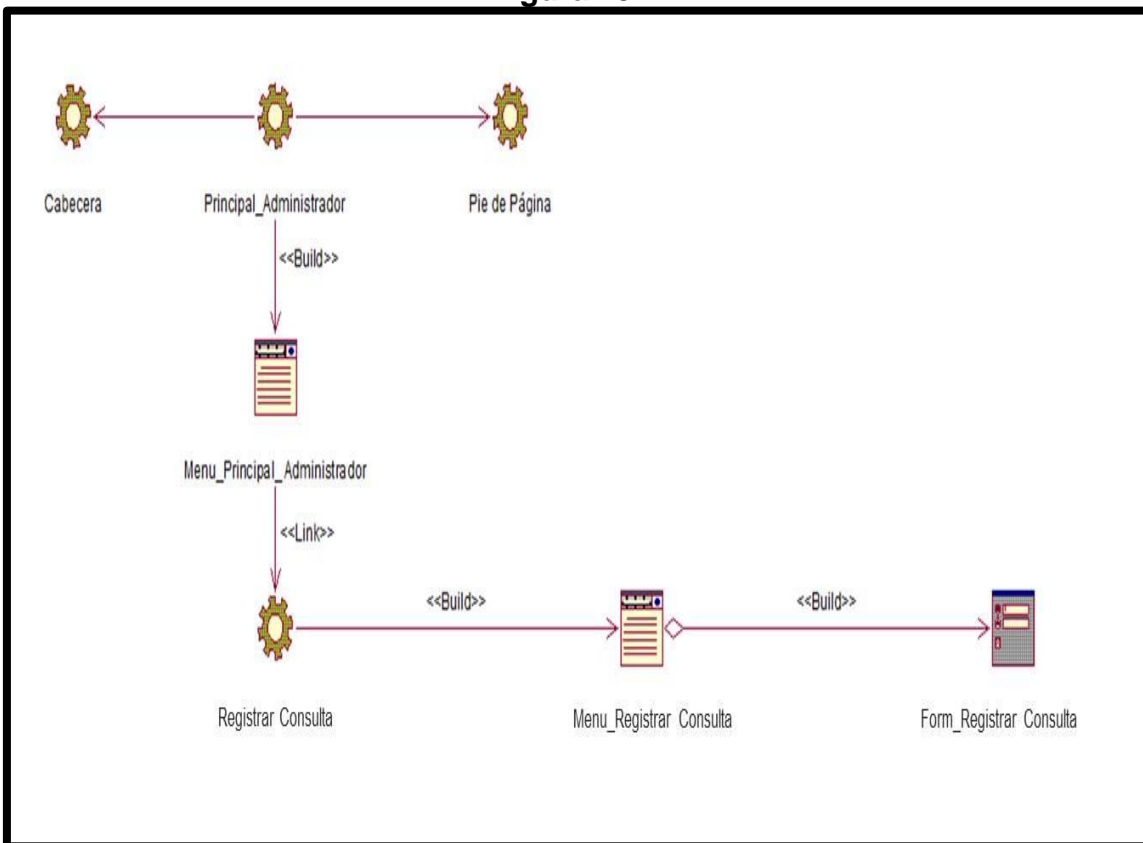 Cabecera
Principal_Administrador
Pie de Página
<<Build>>
Menu_Principal_Administrador
<<Link>>
<<Build>>
<<Build>>
Registrar Consulta
Menu_Registrar Consulta
Form_Registrar Consulta